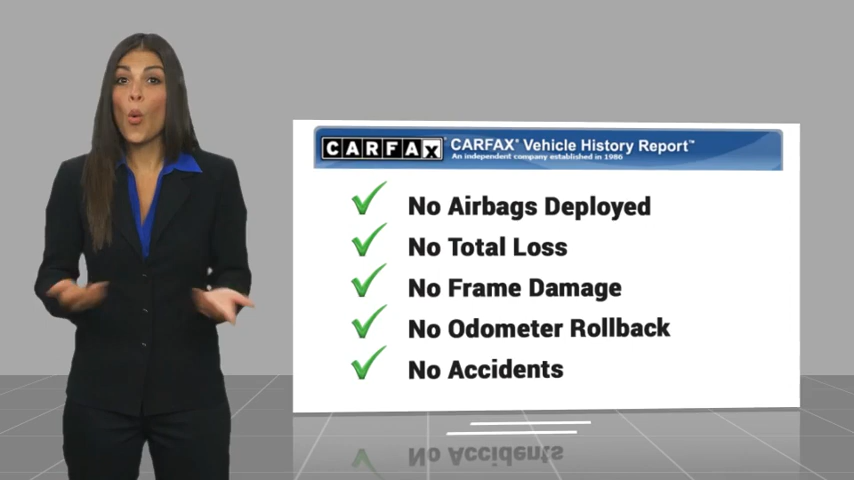 CARFAX CARFAX® Vehicle History Report™
An independent company established in 1986
No Airbags Deployed
No Total Loss
No Frame Damage
No Odometer Rollback
No Accidents
No Accidents